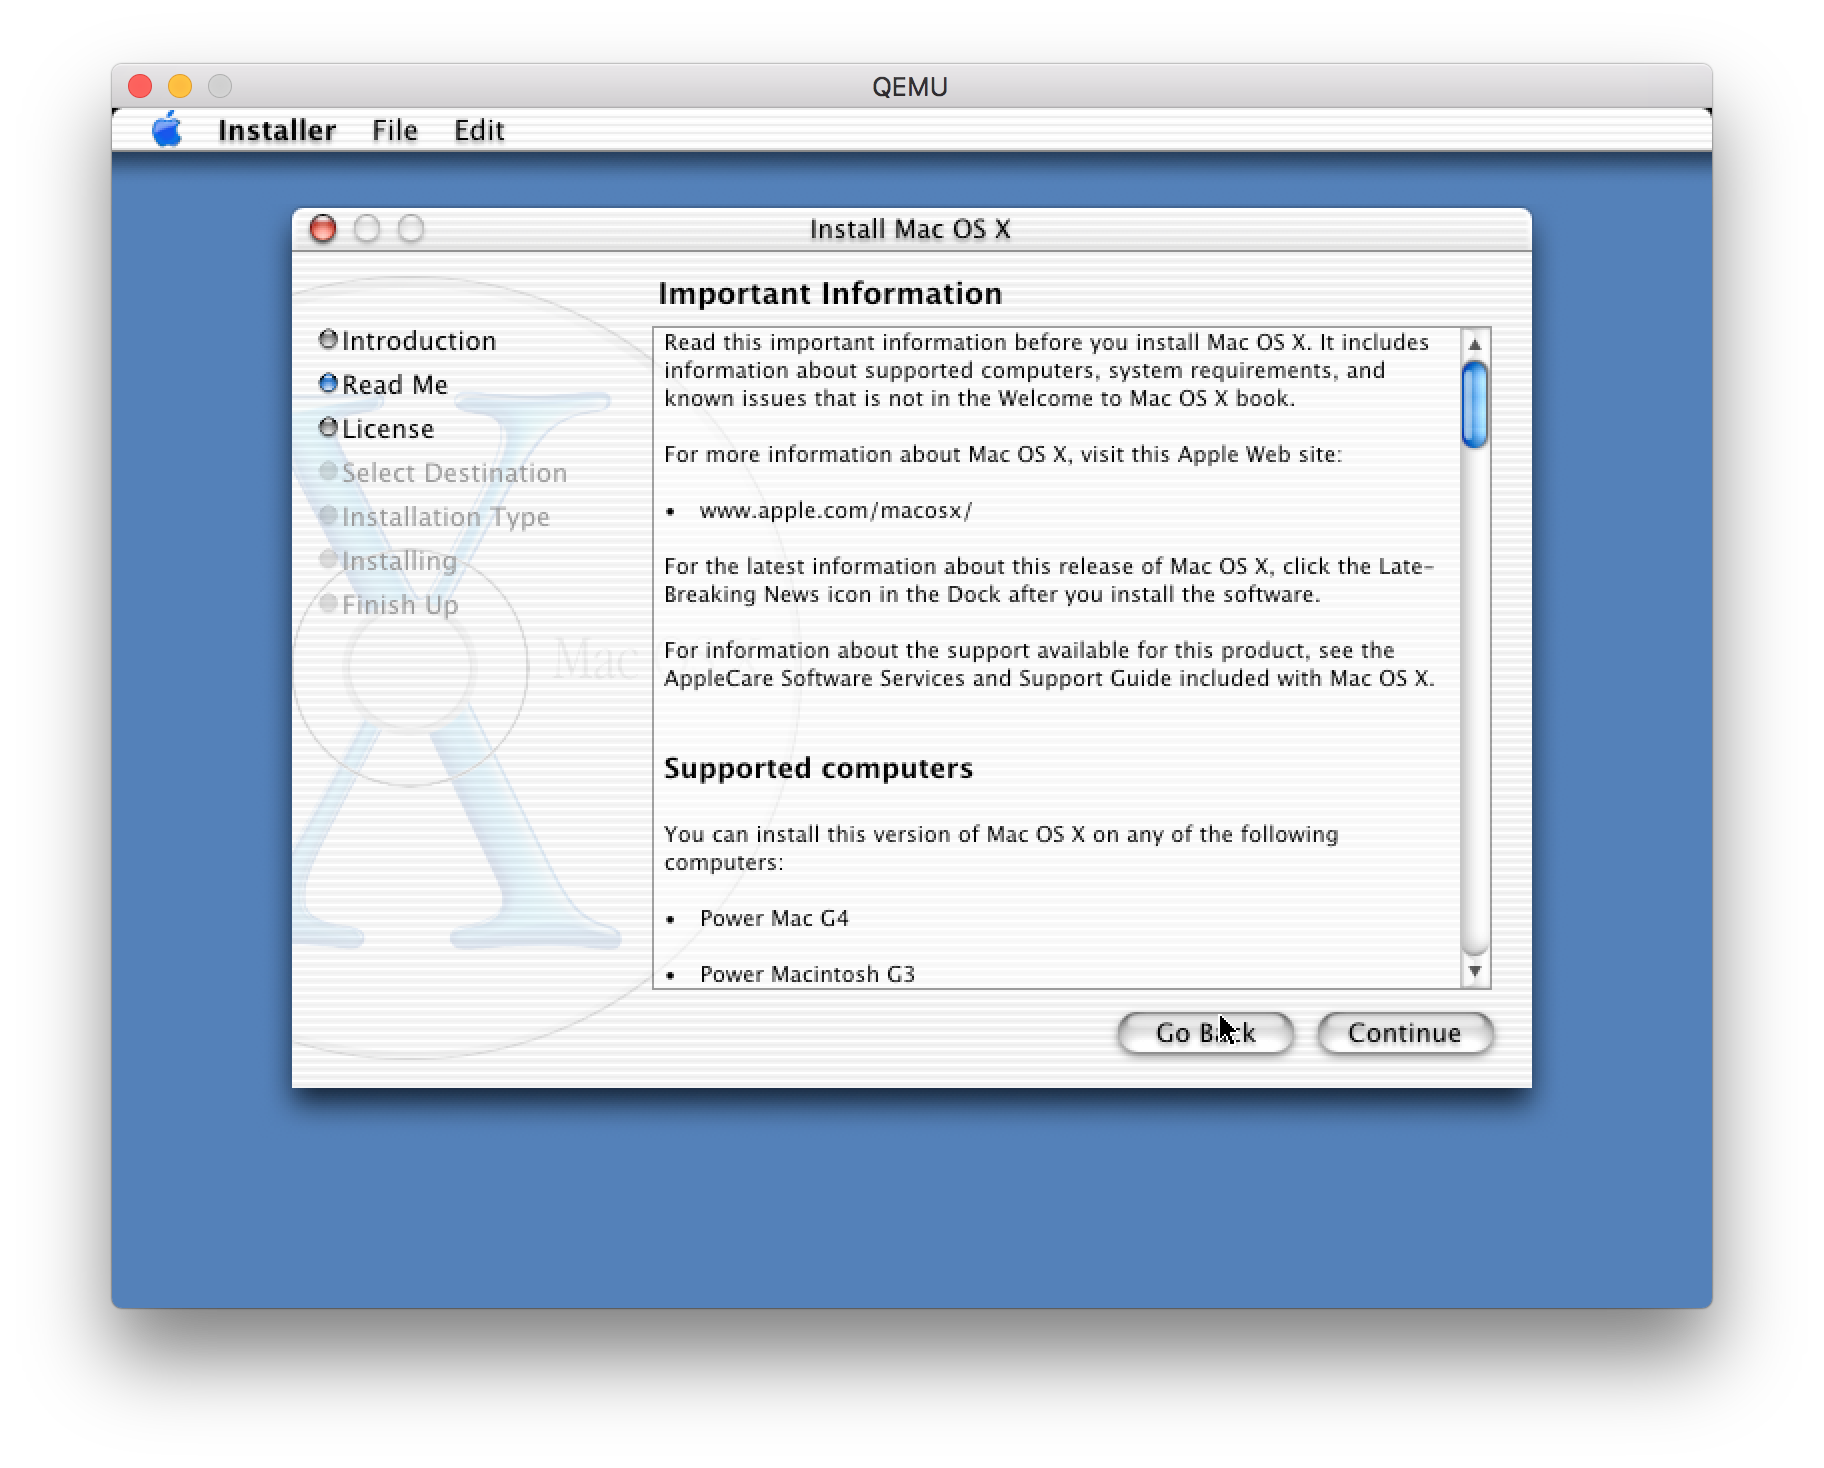 QEMU
Installer File Edit
Install Mac OS X
Important Information
Introduction
Read Me
License
Select Destination
Installation Type
Installing
Finish Up
Mac
Read this important information before you install Mac OS X. It includes
information about supported computers, system requirements, and
known issues that is not in the Welcome to Mac OS X book.
For more information about Mac OS X, visit this Apple Web site:
• www.apple.com/macosx/
For the latest information about this release of Mac OS X, click the Late-
Breaking News icon in the Dock after you install the software.
For information about the support available for this product, see the
AppleCare Software Services and Support Guide included with Mac OS X.
Supported computers
You can install this version of Mac OS X on any of the following
computers:
• Power Mac G4
• Power Macintosh G3
Go Back Continue